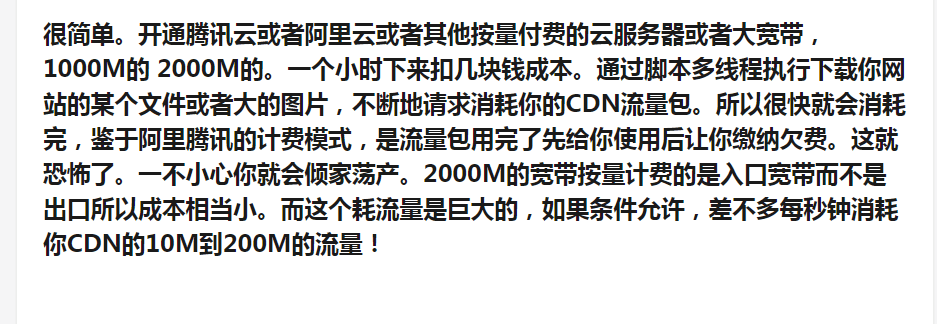 很简单。开通腾讯云或者阿里云或者其他按量付费的云服务器或者大宽带，
1000M的 2000M的。一个小时下来扣几块钱成本。通过脚本多线程执行下载你网
站的某个文件或者大的图片，不断地请求消耗你的CDN流量包。所以很快就会消耗
完，鉴于阿里腾讯的计费模式，是流量包用完了先给你使用后让你缴纳欠费。这就
恐怖了。一不小心你就会倾家荡产。2000M的宽带按量计费的是入口宽带而不是
出口所以成本相当小。而这个耗流量是巨大的，如果条件允许，差不多每秒钟消耗
你CDN的10M到200M的流量！